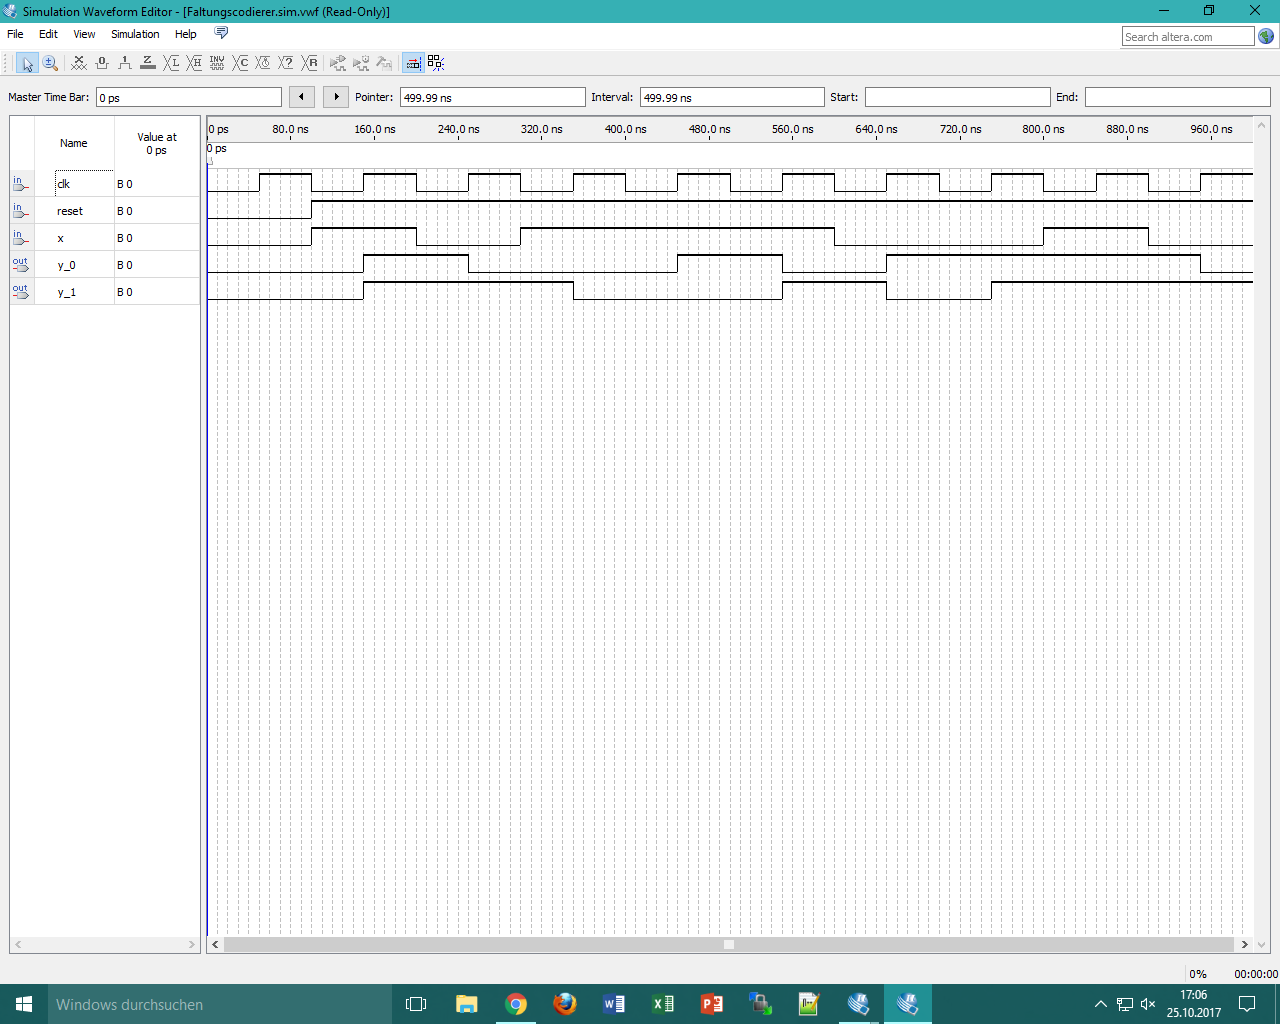 Simulation Waveform Editor - [Faltungscodierer.sim.vwf (Read-Only)]
File Edit View Simulation Help
Search altera.com
Master Time Bar: 0 ps Pointer: 499.99 ns Interval: 499.99 ns Start: End:
Name Value at 0 ps
0 ps 80.0 ns 160.0 ns 240.0 ns 320.0 ns 400.0 ns 480.0 ns 560.0 ns 640.0 ns 720.0 ns 800.0 ns 880.0 ns 960.0 ns
0 ps
in clk B 0
in reset B 0
in x B 0
out y_0 B 0
out y_1 B 0
0% 00:00:00
Windows durchsuchen
17:06
25.10.2017